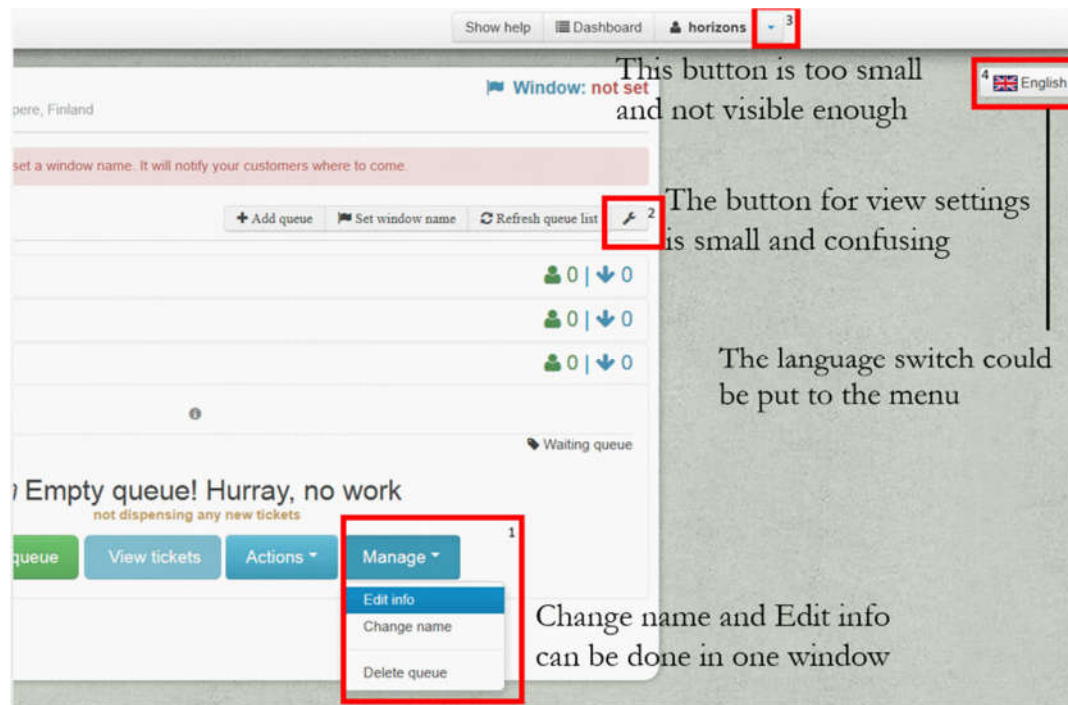 Show help Dashboard horizons 3
This button is too small
and not visible enough
4 English
Window: not set
pere, Finland
set a window name. It will notify your customers where to come.
Add queue Set window name Refresh queue list 2
The button for view settings
is small and confusing
0 | 0
0 | 0
0 | 0
The language switch could
be put to the menu
Waiting queue
Empty queue! Hurray, no work
not dispensing any new tickets
queue View tickets Actions Manage 1
Edit info
Change name
Delete queue
Change name and Edit info
can be done in one window